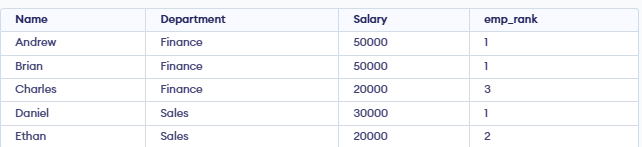 Name Department Salary emp_rank
Andrew Finance 50000 1
Brian Finance 50000 1
Charles Finance 20000 3
Daniel Sales 30000 1
Ethan Sales 20000 2